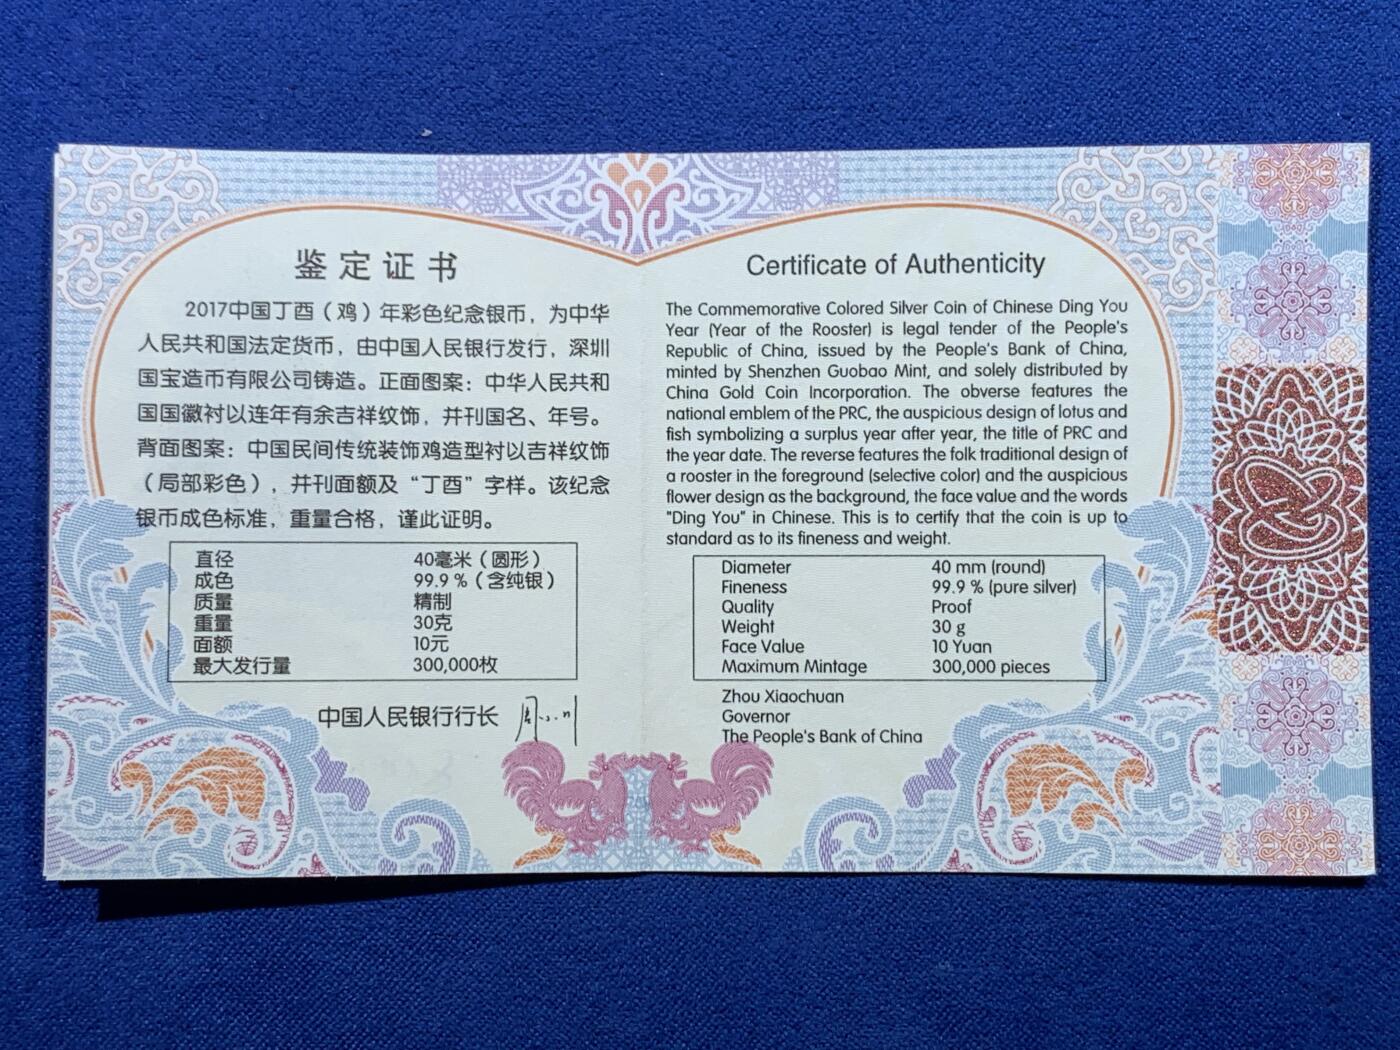 鉴定证书
2017中国丁酉（鸡）年彩色纪念银币，为中华
人民共和国法定货币，由中国人民银行发行，深圳
国宝造币有限公司铸造。正面图案：中华人民共和
国国徽衬以连年有余吉祥纹饰，并刊国名、年号。
背面图案：中国民间传统装饰鸡造型衬以吉祥纹饰
（局部彩色），并刊面额及“丁酉”字样。该纪念
银币成色标准，重量合格，谨此证明。
直径 40毫米（圆形）
成色 99.9%（含纯银）
质量 精制
重量 30克
面额 10元
最大发行量 300,000枚
中国人民银行行长
Certificate of Authenticity
The Commemorative Colored Silver Coin of Chinese Ding You
Year (Year of the Rooster) is legal tender of the People's
Republic of China, issued by the People's Bank of China,
minted by Shenzhen Guobao Mint, and solely distributed by
China Gold Coin Incorporation. The obverse features the
national emblem of the PRC, the auspicious design of lotus and
fish symbolizing a surplus year after year, the title of PRC and
the year date. The reverse features the folk traditional design of
a rooster in the foreground (selective color) and the auspicious
flower design as the background, the face value and the words
"Ding You" in Chinese. This is to certify that the coin is up to
standard as to its fineness and weight.
Diameter 40 mm (round)
Fineness 99.9 % (pure silver)
Quality Proof
Weight 30 g
Face Value 10 Yuan
Maximum Mintage 300,000 pieces
Zhou Xiaochuan
Governor
The People's Bank of China